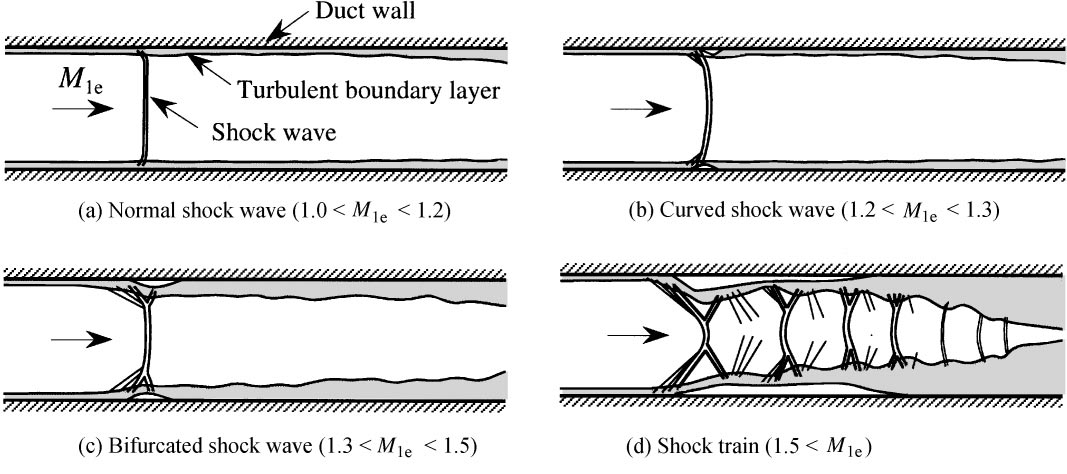 Duct wall
M1e
Turbulent boundary layer
Shock wave
(a) Normal shock wave (1.0 < M1e < 1.2)
(b) Curved shock wave (1.2 < M1e < 1.3)
(c) Bifurcated shock wave (1.3 < M1e < 1.5)
(d) Shock train (1.5 < M1e)